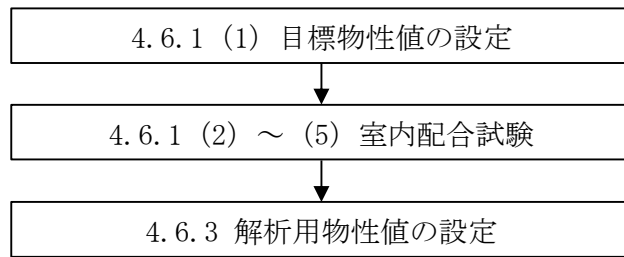 4.6.1 (1) 目標物性値の設定
4.6.1 (2) ～ (5) 室内配合試験
4.6.3 解析用物性値の設定